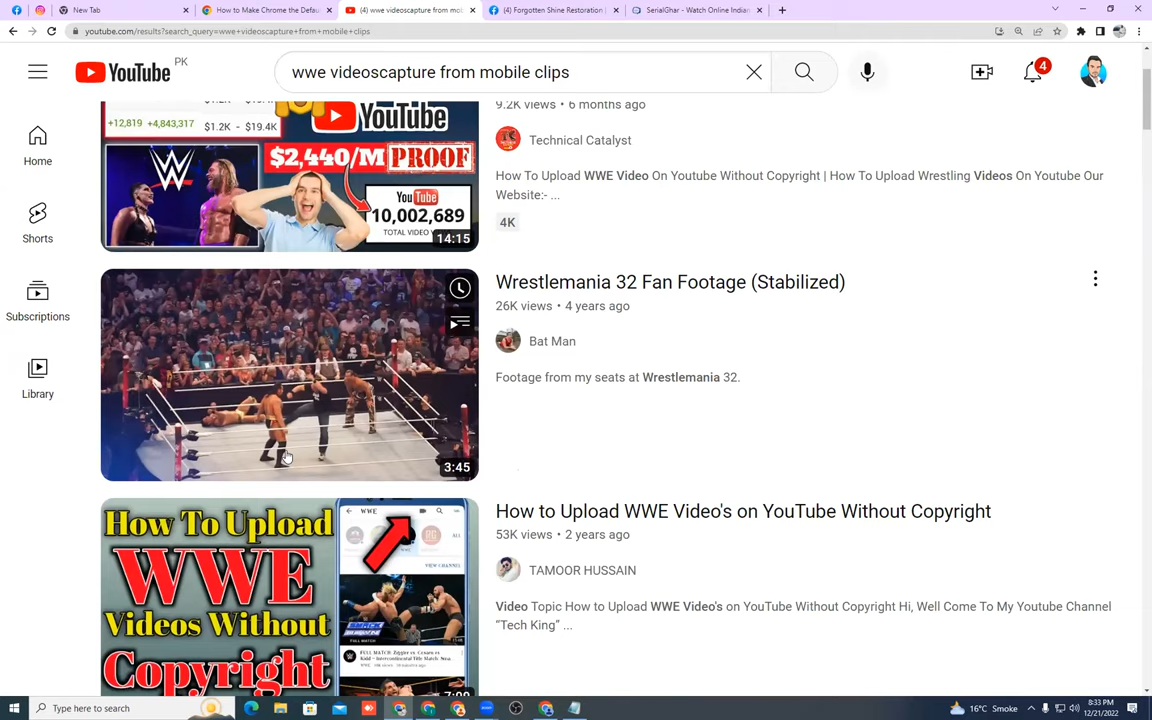 New Tab
How to Make Chrome the Defau
(4) wwe videoscapture from mob
(4) Forgotten Shine Restoration
SerialGhar - Watch Online Indian
youtube.com/results?search_query=wwe+videoscapture+from+mobile+clips
YouTube PK
wwe videoscapture from mobile clips
4
Home
Shorts
Subscriptions
Library
+12,819 +4,843,317
$1.2K - $19.4K
YouTube
$2,440/M PROOF
YouTube
10,002,689
14:15
9.2K views • 6 months ago
Technical Catalyst
How To Upload WWE Video On Youtube Without Copyright | How To Upload Wrestling Videos On Youtube Our
Website:- ...
4K
3:45
Wrestlemania 32 Fan Footage (Stabilized)
26K views • 4 years ago
Bat Man
Footage from my seats at Wrestlemania 32.
How To Upload
WWE
Videos Without
Copyright
WWE
RG
ALL
VIEW CHANNEL
How to Upload WWE Video's on YouTube Without Copyright
53K views • 2 years ago
TAMOOR HUSSAIN
Video Topic How to Upload WWE Video's on YouTube Without Copyright Hi, Well Come To My Youtube Channel
“Tech King” ...
Type here to search
16°C Smoke
8:33 PM
12/21/2022